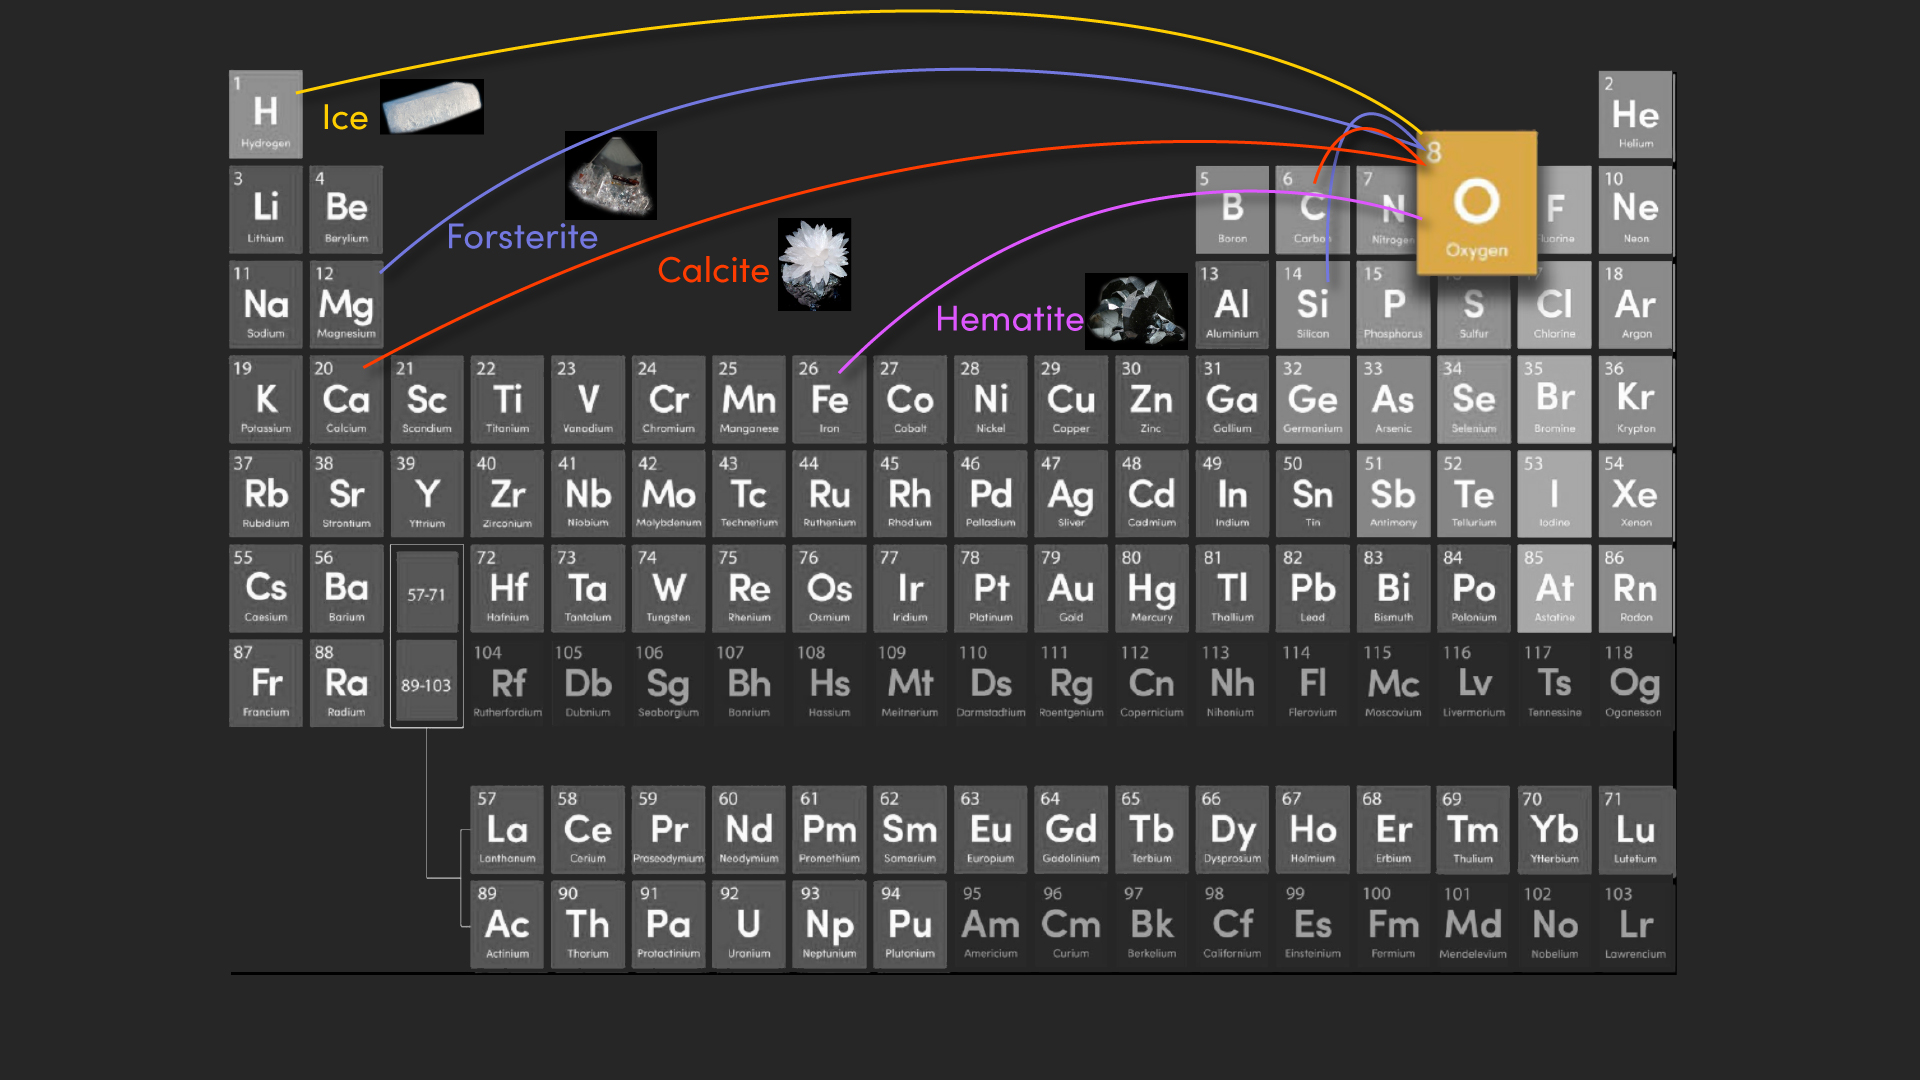 1 2
H He
Hydrogen Helium
Ice
8
O
Oxygen
3 4 5 6 7 10
Li Be B C N F Ne
Lithium Berylium Boron Carbon Nitrogen Neon
Forsterite
Calcite
Hematite
11 12 13 14 15 18
Na Mg Al Si P S Cl Ar
Sodium Magnesium Aluminium Silicon Phosphorus Sulfur Chlorine Argon
19 20 21 22 23 24 25 26 27 28 29 30 31 32 33 34 35 36
K Ca Sc Ti V Cr Mn Fe Co Ni Cu Zn Ga Ge As Se Br Kr
Potassium Calcium Scandium Titanium Vanadium Chromium Manganese Iron Cobalt Nickel Copper Zinc Gallium Germanium Arsenic Selenium Bromine Krypton
37 38 39 40 41 42 43 44 45 46 47 48 49 50 51 52 53 54
Rb Sr Y Zr Nb Mo Tc Ru Rh Pd Ag Cd In Sn Sb Te I Xe
Rubidium Strontium Yttrium Zirconium Niobium Molybdenum Technetium Ruthenium Rhodium Palladium Sliver Cadmium Indium Tin Antimony Tellurium Iodine Xenon
55 56 72 73 74 75 76 77 78 79 80 81 82 83 84 85 86
Cs Ba 57-71 Hf Ta W Re Os Ir Pt Au Hg Tl Pb Bi Po At Rn
Caesium Barium Hafnium Tantalum Tungsten Rhenium Osmium Iridium Platinum Gold Mercury Thallium Lead Bismuth Polonium Astatine Radon
87 88 104 105 106 107 108 109 110 111 112 113 114 115 116 117 118
Fr Ra 89-103 Rf Db Sg Bh Hs Mt Ds Rg Cn Nh Fl Mc Lv Ts Og
Francium Radium Rutherfordium Dubnium Seaborgium Bonrium Hassium Meitnerium Darmstadtium Roentgenium Copernicium Nihonium Flerovium Moscovium Livermorium Tennessine Oganesson
57 58 59 60 61 62 63 64 65 66 67 68 69 70 71
La Ce Pr Nd Pm Sm Eu Gd Tb Dy Ho Er Tm Yb Lu
Lanthanum Cerium Praseodymium Neodymium Promethium Samarium Europium Gadolinium Terbium Dysprosium Holmium Erbium Thulium Ytterbium Lutetium
89 90 91 92 93 94 95 96 97 98 99 100 101 102 103
Ac Th Pa U Np Pu Am Cm Bk Cf Es Fm Md No Lr
Actinium Thorium Protactinium Uranium Neptunium Plutonium Americium Curium Berkelium Californium Einsteinium Fermium Mendelevium Nobelium Lawrencium